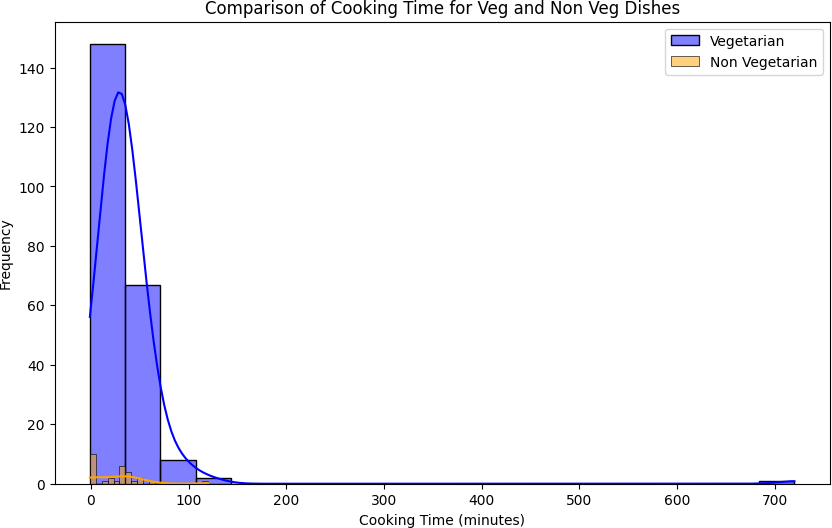 Comparison of Cooking Time for Veg and Non Veg Dishes
Vegetarian
Non Vegetarian
Frequency
140
120
100
80
60
40
20
0
0 100 200 300 400 500 600 700
Cooking Time (minutes)